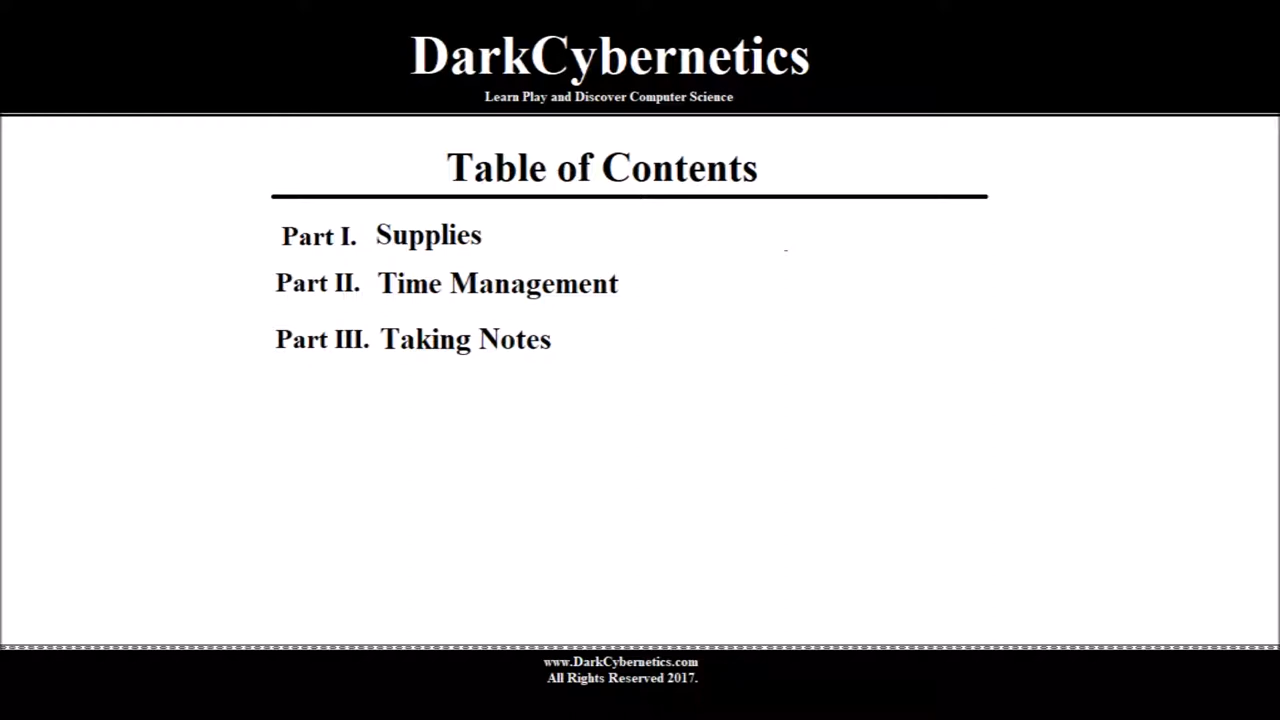 DarkCybernetics
Learn Play and Discover Computer Science
Table of Contents
Part I. Supplies
Part II. Time Management
Part III. Taking Notes
www.DarkCybernetics.com
All Rights Reserved 2017.